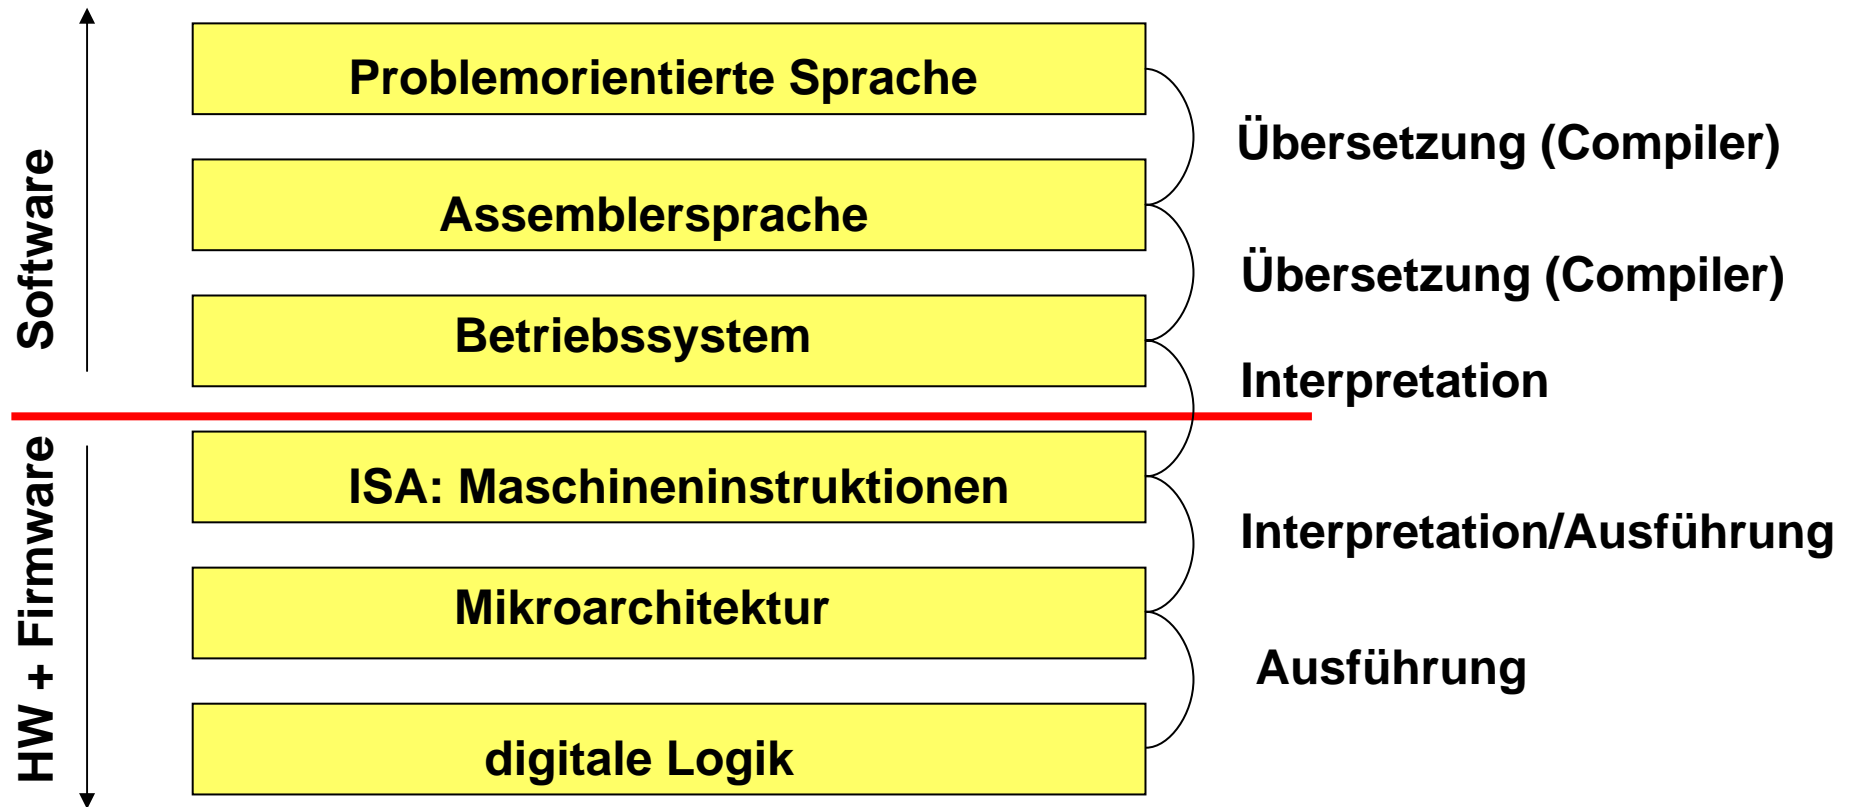 Software
Problemorientierte Sprache
Übersetzung (Compiler)
Assemblersprache
Übersetzung (Compiler)
Betriebssystem
Interpretation
HW + Firmware
ISA: Maschineninstruktionen
Interpretation/Ausführung
Mikroarchitektur
Ausführung
digitale Logik